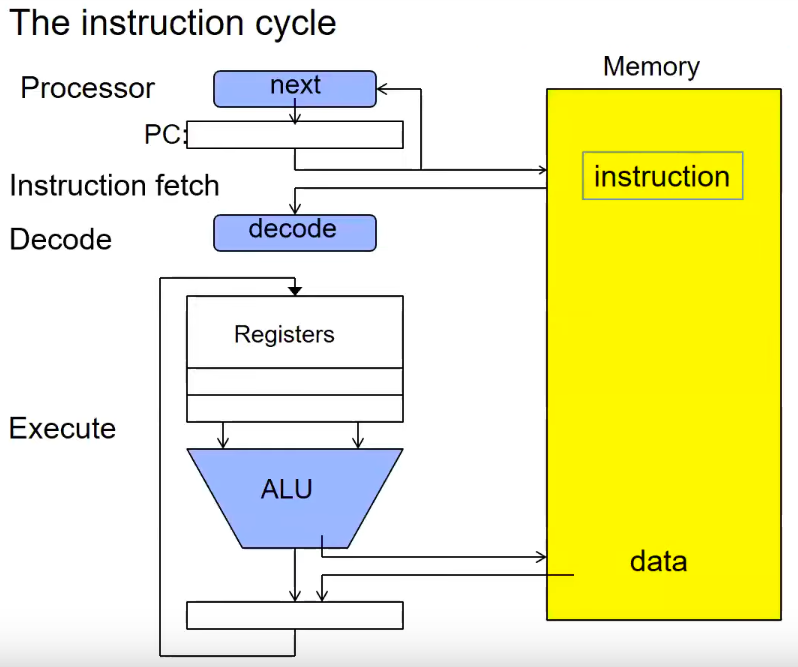 The instruction cycle
Memory
Processor
next
PC:
instruction
Instruction fetch
decode
Decode
Registers
Execute
ALU
data